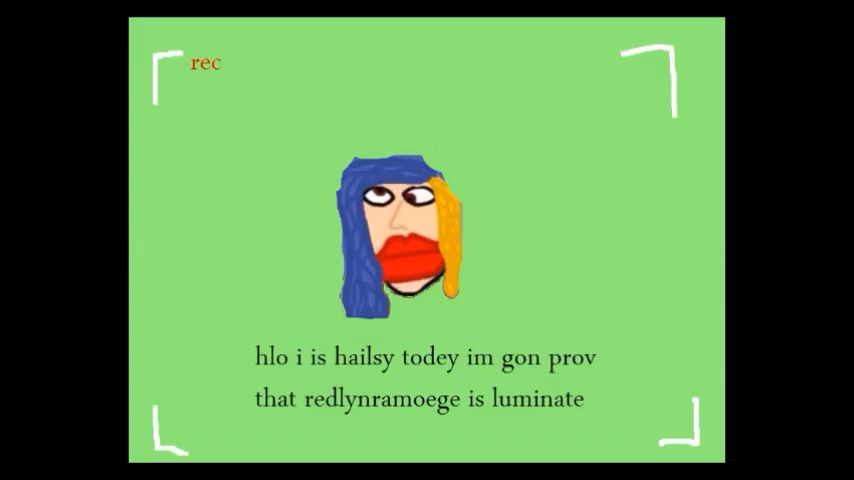 rec
hlo i is hailsy todey im gon prov
that redlynramoege is luminate